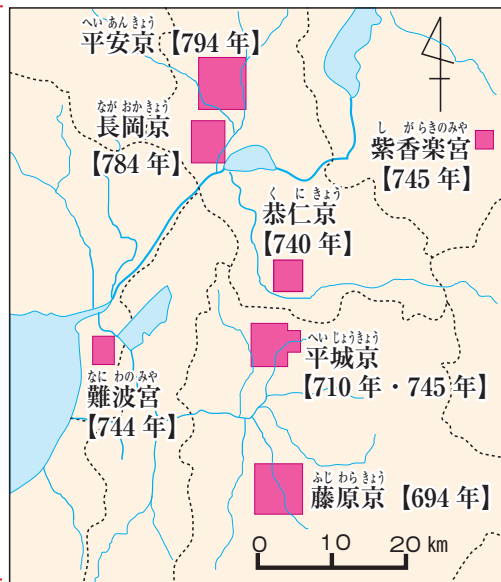 へいあんきょう
平安京【794年】
ながおかきょう
長岡京
【784年】
しがらきのみや
紫香楽宮
【745年】
くにきょう
恭仁京
【740年】
へいじょうきょう
平城京
【710年・745年】
なにわのみや
難波宮
【744年】
ふじわらきょう
藤原京【694年】
0 10 20 km